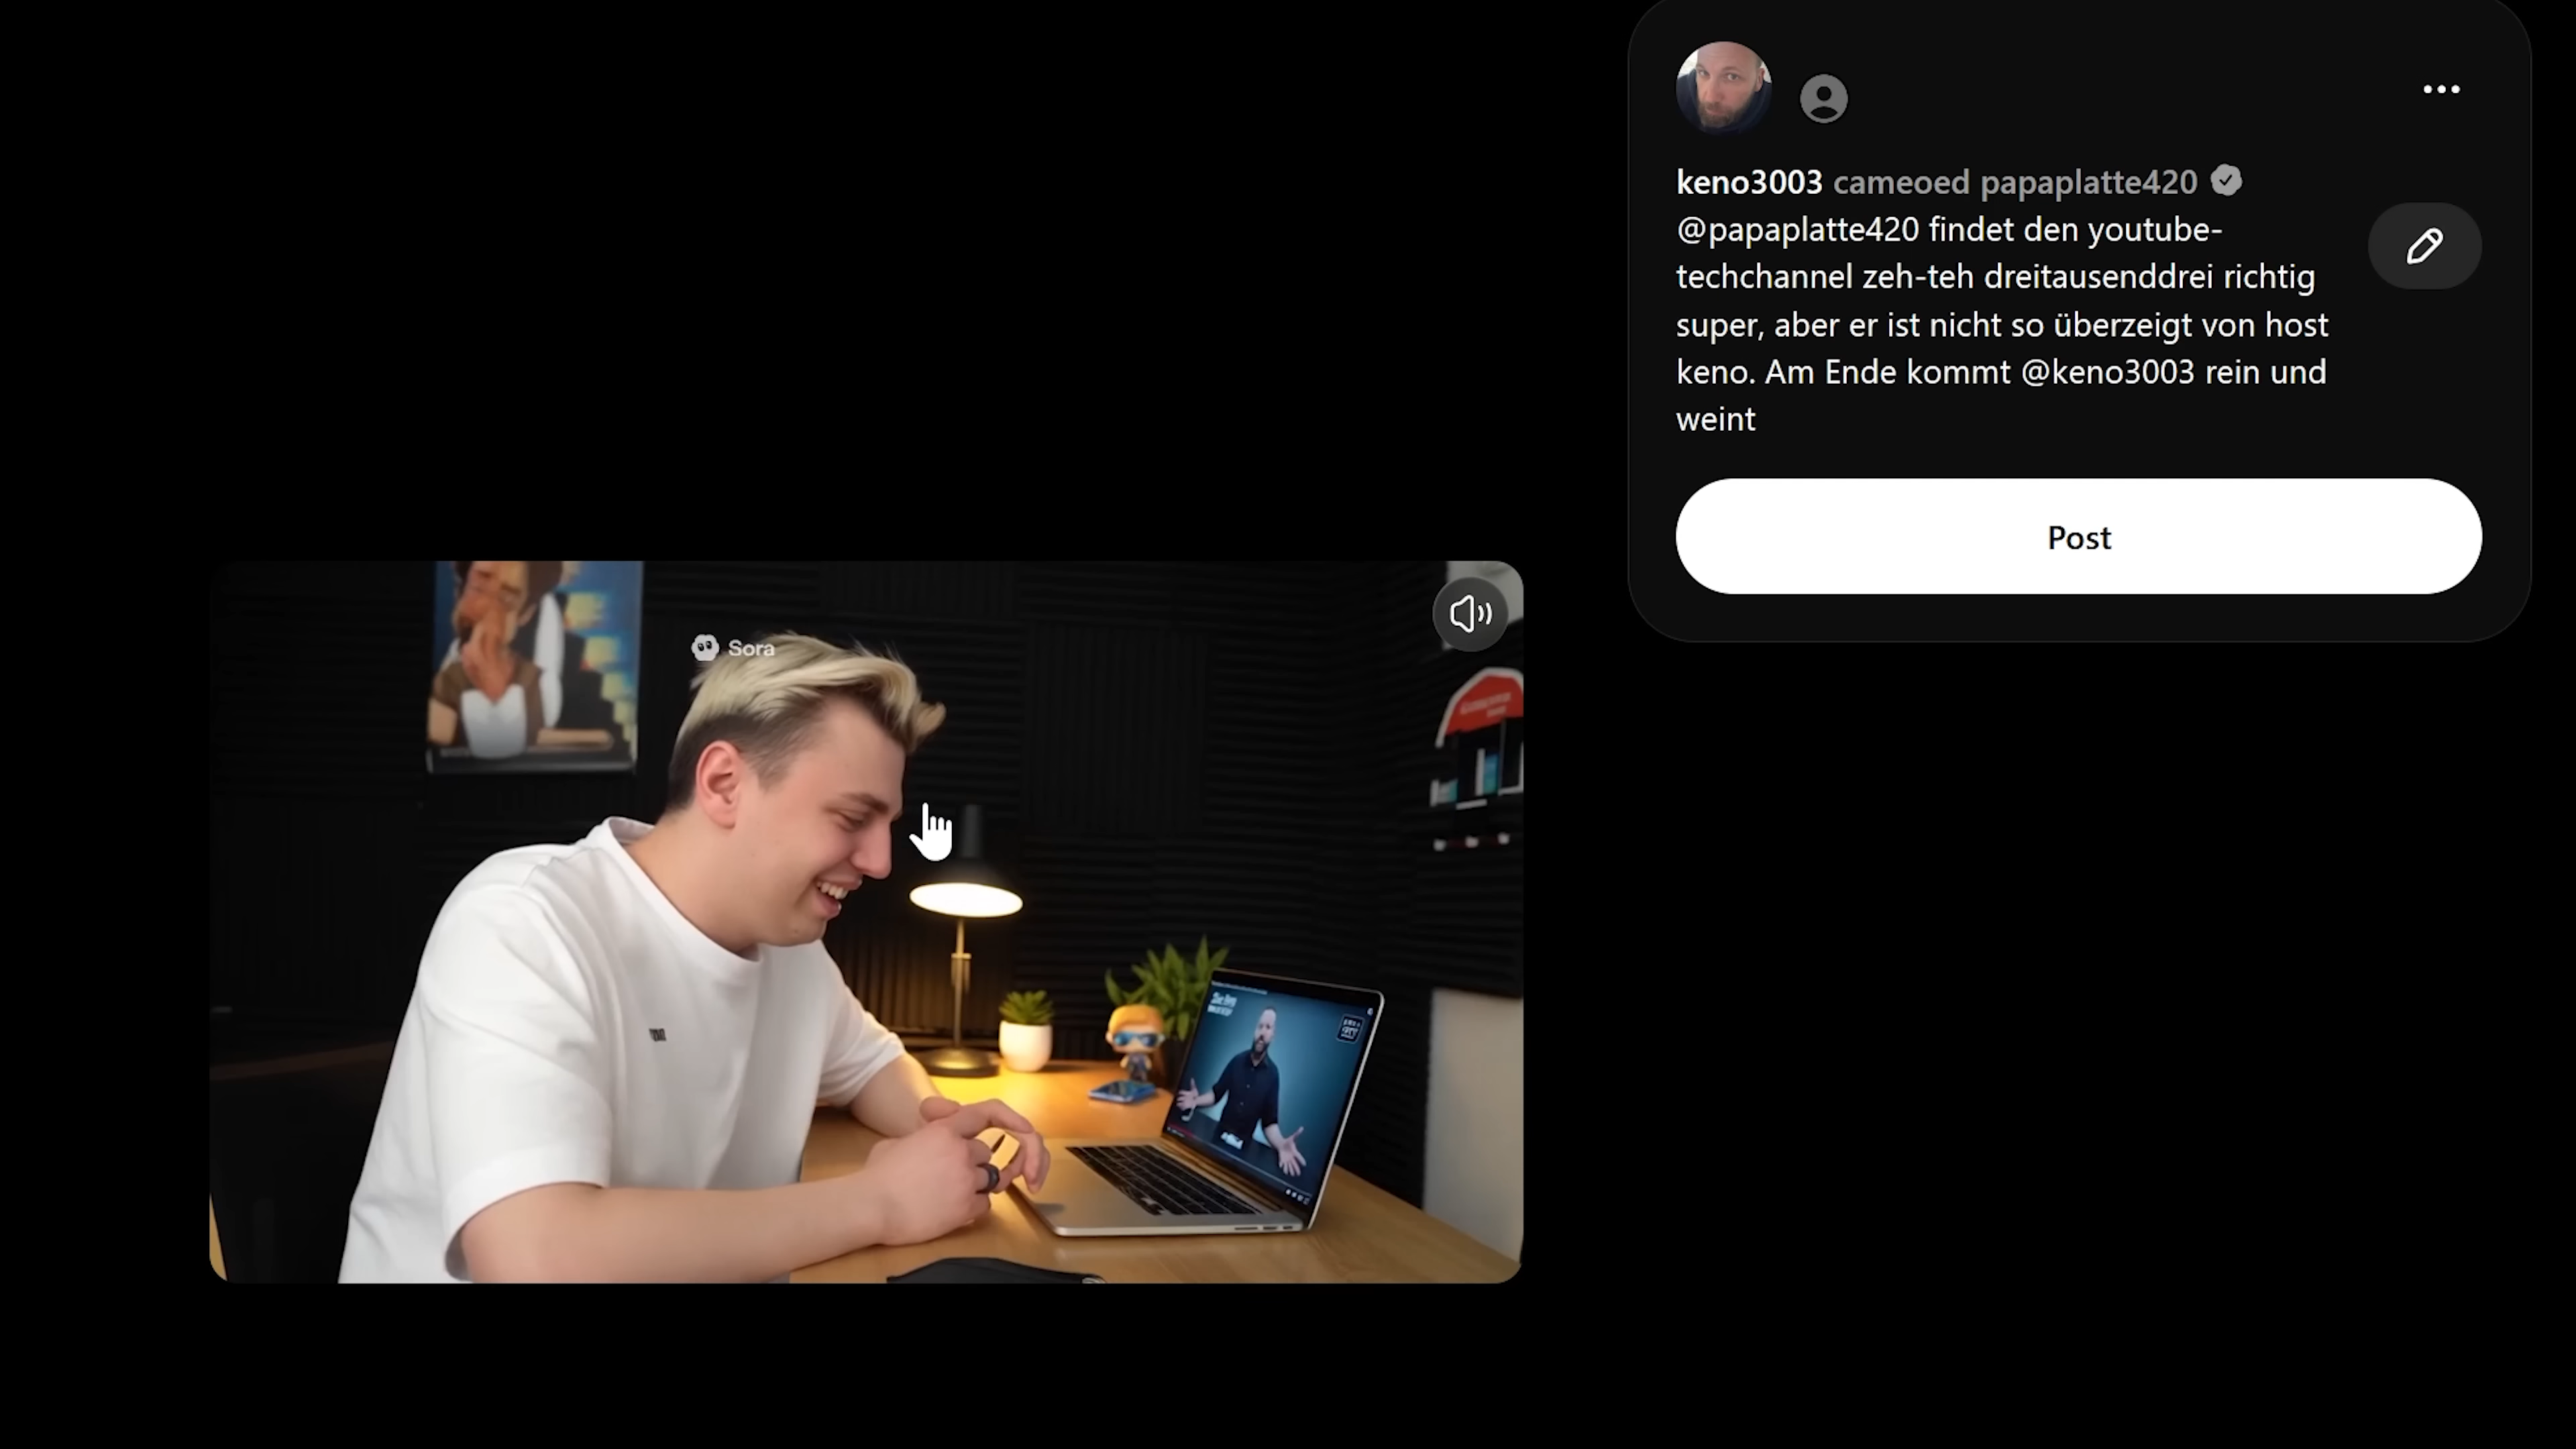 keno3003 cameoed papaplatte420
@papaplatte420 findet den youtube-
techchannel zeh-teh dreitausenddrei richtig
super, aber er ist nicht so überzeigt von host
keno. Am Ende kommt @keno3003 rein und
weint
Post
Sora